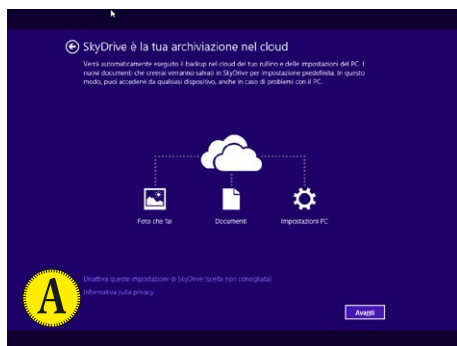 SkyDrive è la tua archiviazione nel cloud
Verrà automaticamente eseguito il backup nel cloud del tuo rullino e delle impostazioni del PC. I
nuovi documenti che creerai verranno salvati in SkyDrive per impostazione predefinita. In questo
modo, puoi accedervi da qualsiasi dispositivo, anche in caso di problemi con il PC.
Foto che fai
Documenti
Impostazioni PC
Disattiva queste impostazioni di SkyDrive (scelta non consigliata)
Informativa sulla privacy
A
Avanti